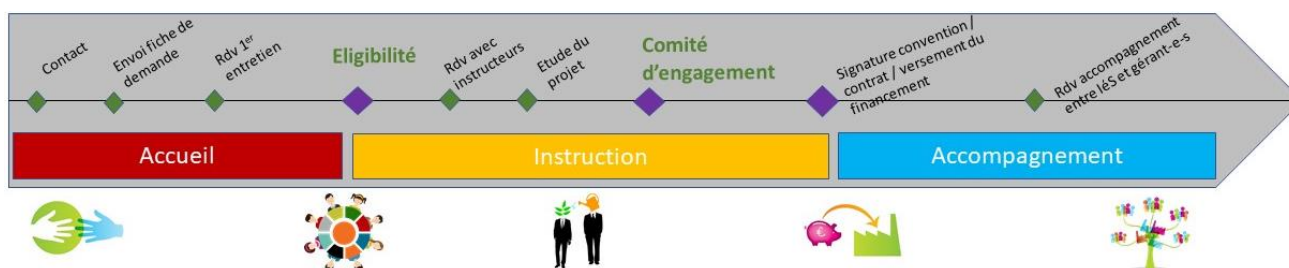 Contact
Envoi fiche de
demande
Rdv 1er
entretien
Eligibilité
Rdv avec
instructeurs
Etude du
projet
Comité
d'engagement
Signature convention /
contrat / versement du
financement
Rdv accompagnement
entre IéS et gérant-e-s
Accueil
Instruction
Accompagnement
€